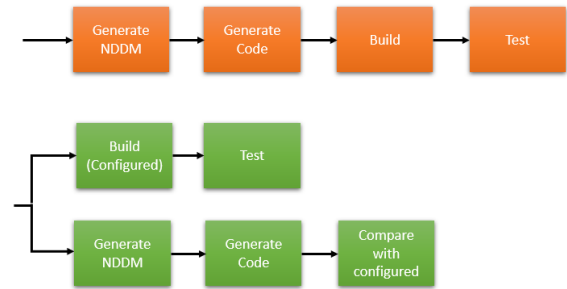 Generate
NDDM
Generate
Code
Build
Test
Build
(Configured)
Test
Generate
NDDM
Generate
Code
Compare
with
configured